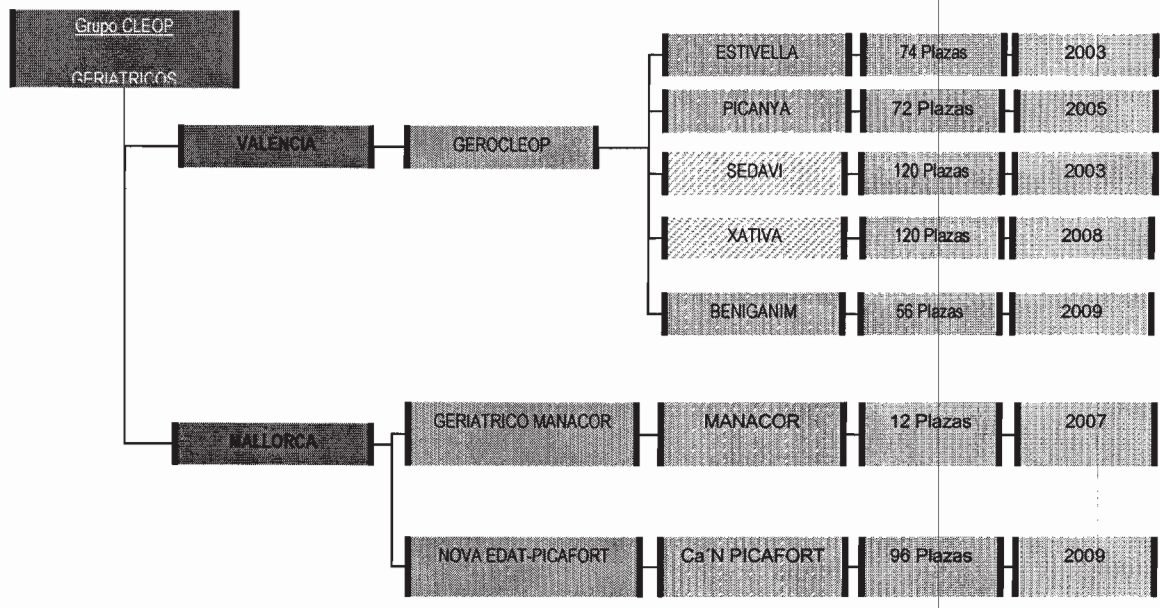 Grupo CLEOP
GERIATRICOS
VALENCIA
GEROCLEOP
ESTIVELLA 74 Plazas 2003
PICANYA 72 Plazas 2005
SEDAVI 120 Plazas 2003
XATIVA 120 Plazas 2008
BENIGANIM 56 Plazas 2009
MALLORCA
GERIATRICO MANACOR MANACOR 12 Plazas 2007
NOVA EDAT-PICAFORT Ca´N PICAFORT 96 Plazas 2009